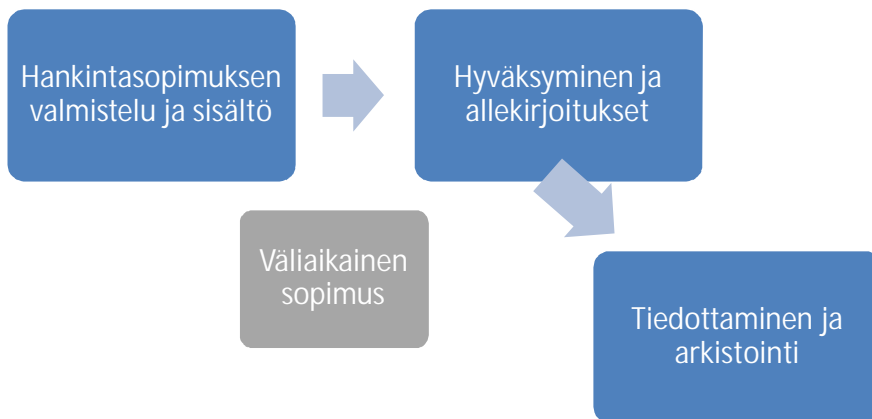 Hankintasopimuksen
valmistelu ja sisältö
Hyväksyminen ja
allekirjoitukset
Väliaikainen
sopimus
Tiedottaminen ja
arkistointi